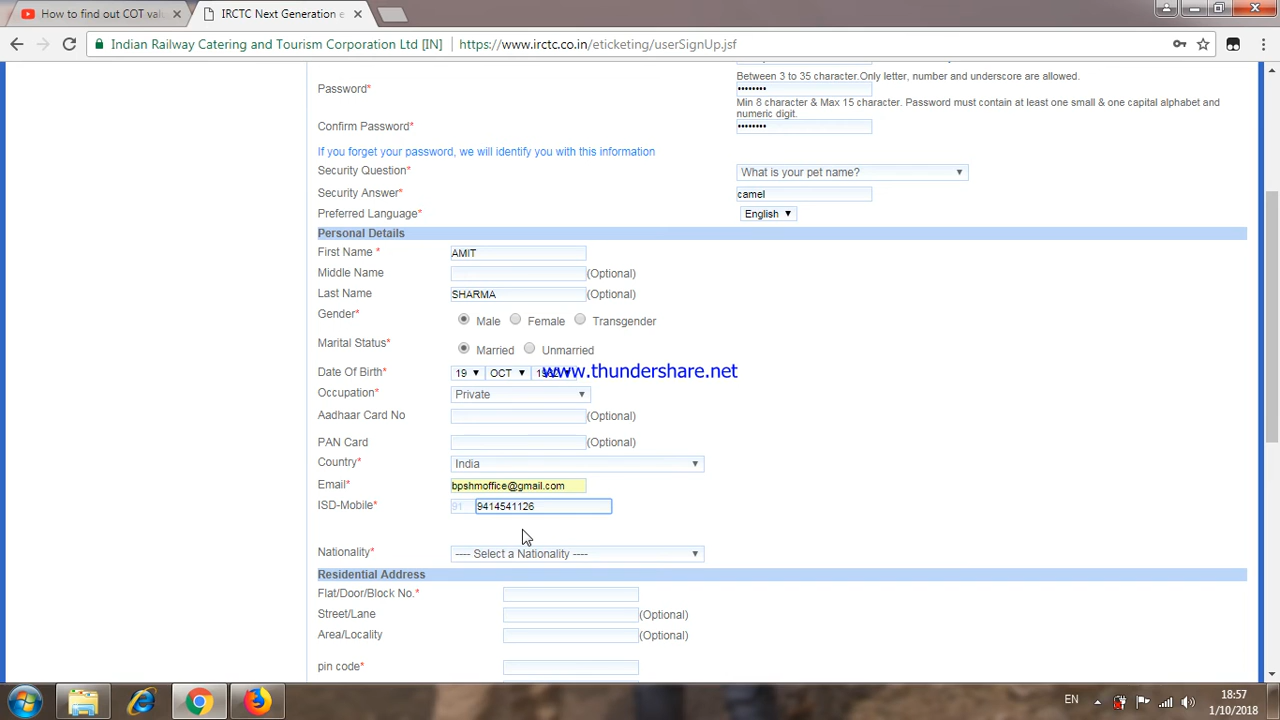 How to find out COT val
IRCTC Next Generation e
Indian Railway Catering and Tourism Corporation Ltd [IN]
https://www.irctc.co.in/eticketing/userSignUp.jsf
Between 3 to 35 character.Only letter, number and underscore are allowed.
Password*
••••••••
Min 8 character & Max 15 character. Password must contain at least one small & one capital alphabet and
numeric digit.
Confirm Password*
••••••••
If you forget your password, we will identify you with this information
Security Question*
What is your pet name?
Security Answer*
camel
Preferred Language*
English
Personal Details
First Name *
AMIT
Middle Name
(Optional)
Last Name
SHARMA
(Optional)
Gender*
Male
Female
Transgender
Marital Status*
Married
Unmarried
www.thundershare.net
Date Of Birth*
19
OCT
Occupation*
Private
Aadhaar Card No
(Optional)
PAN Card
(Optional)
Country*
India
Email*
bpshmoffice@gmail.com
ISD-Mobile*
91
9414541126
Nationality*
---- Select a Nationality ----
Residential Address
Flat/Door/Block No.*
Street/Lane
(Optional)
Area/Locality
(Optional)
pin code*
EN
18:57
1/10/2018